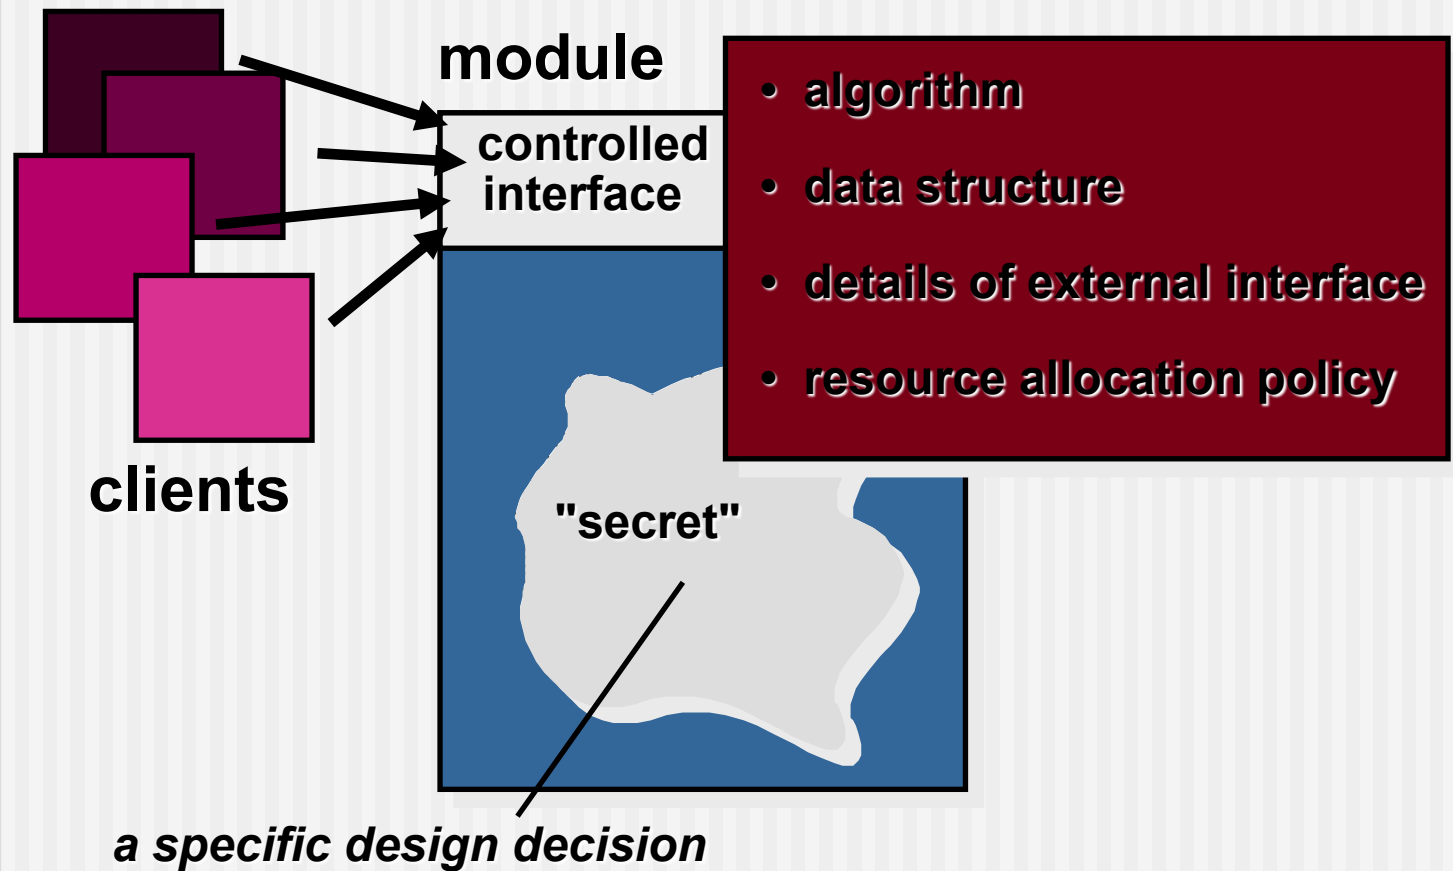 module
controlled
interface
• algorithm
• data structure
• details of external interface
• resource allocation policy
clients
"secret"
a specific design decision